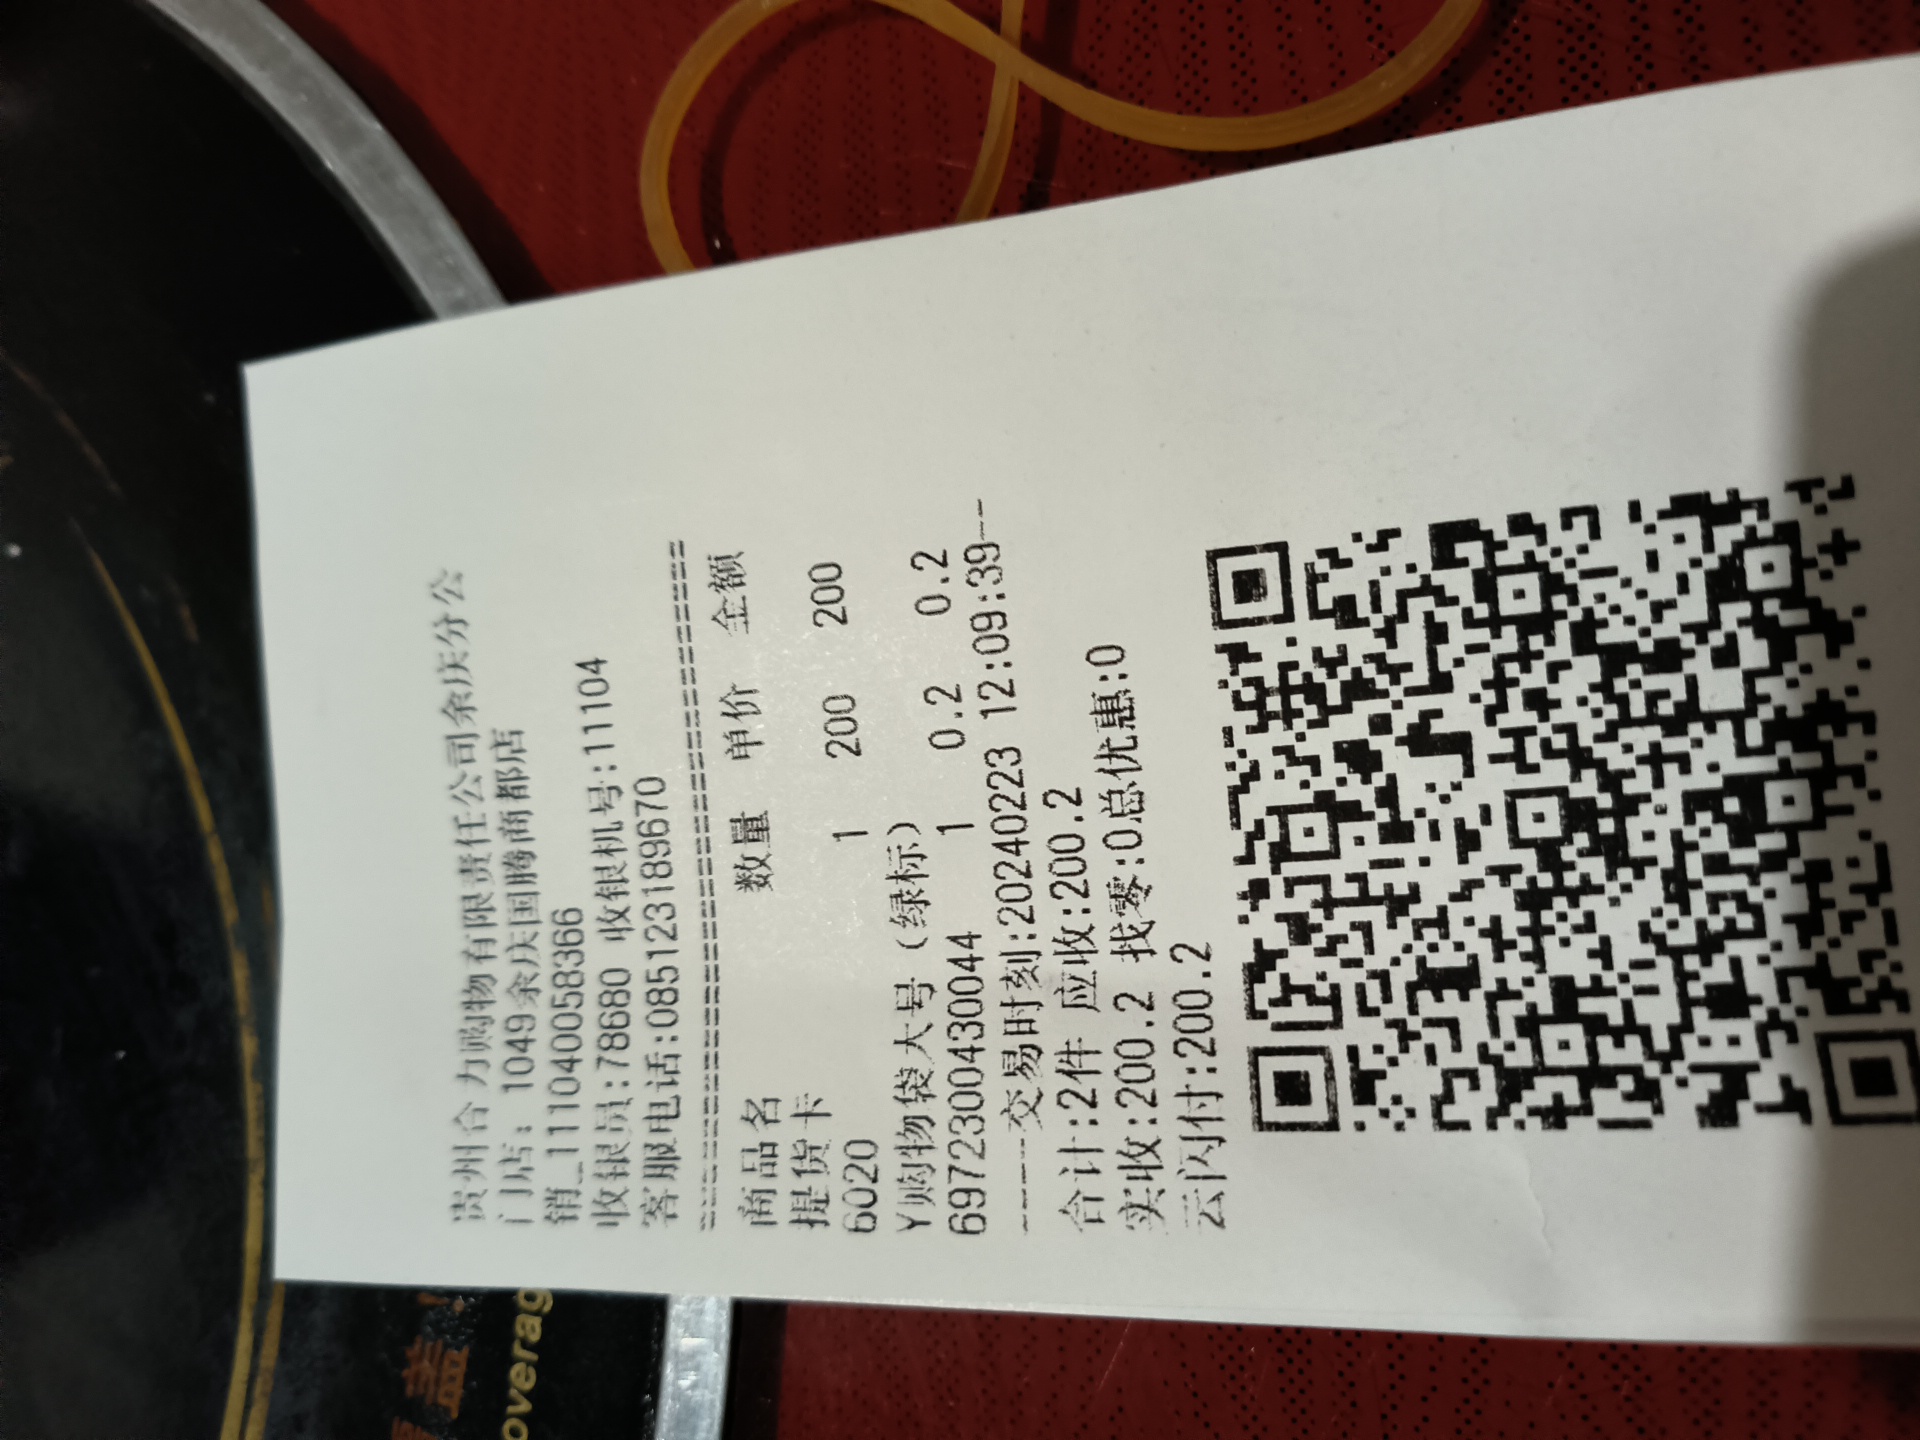 贵州合力购物有限责任公司余庆分公
门店: 1049余庆国腾商都店
销_111040058366
收银员:78680 收银机号:11104
客服电话:085123189670
================================
商品名 数量 单价 金额
提货卡
6020 1 200 200
Y购物袋大号（绿标）
6972300430044 1 0.2 0.2
-----交易时刻:20240223 12:09:39--
合计:2件 应收:200.2
实收:200.2 找零:0总优惠:0
云闪付:200.2
盖!
overag